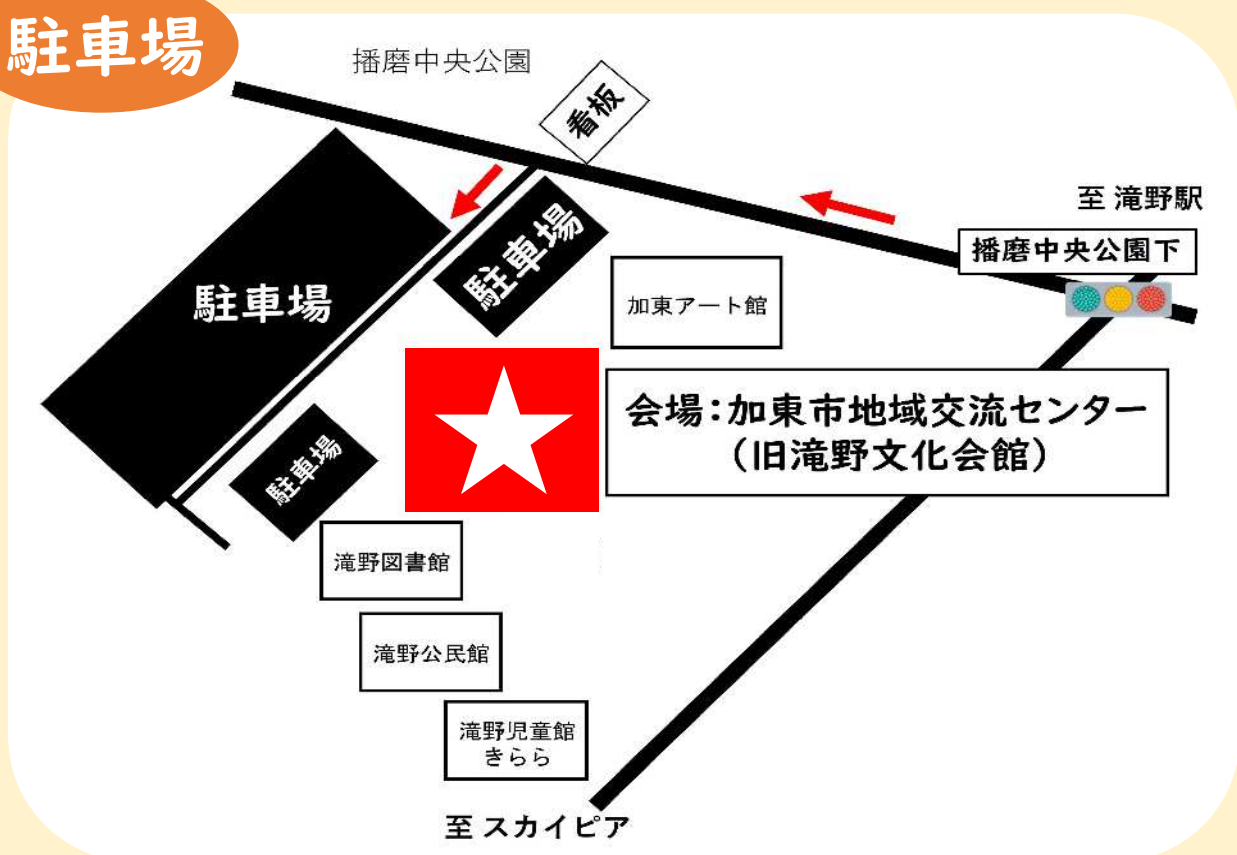 駐車場
播磨中央公園
看板
至 滝野駅
播磨中央公園下
駐車場
加東アート館
駐車場
会場：加東市地域交流センター
（旧滝野文化会館）
駐車場
滝野図書館
滝野公民館
滝野児童館
きらら
至 スカイピア